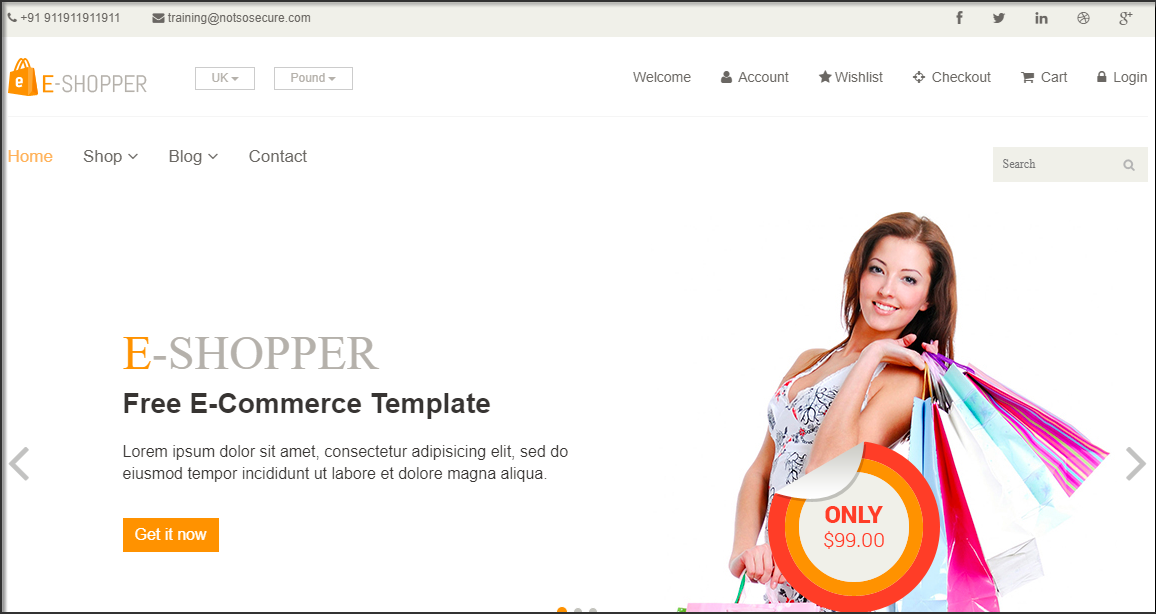 +91 911911911911 training@notsosecure.com
e E-SHOPPER UK Pound Welcome Account Wishlist Checkout Cart Login
Home Shop Blog Contact Search
E-SHOPPER
Free E-Commerce Template
Lorem ipsum dolor sit amet, consectetur adipisicing elit, sed do
eiusmod tempor incididunt ut labore et dolore magna aliqua.
Get it now
ONLY
$99.00